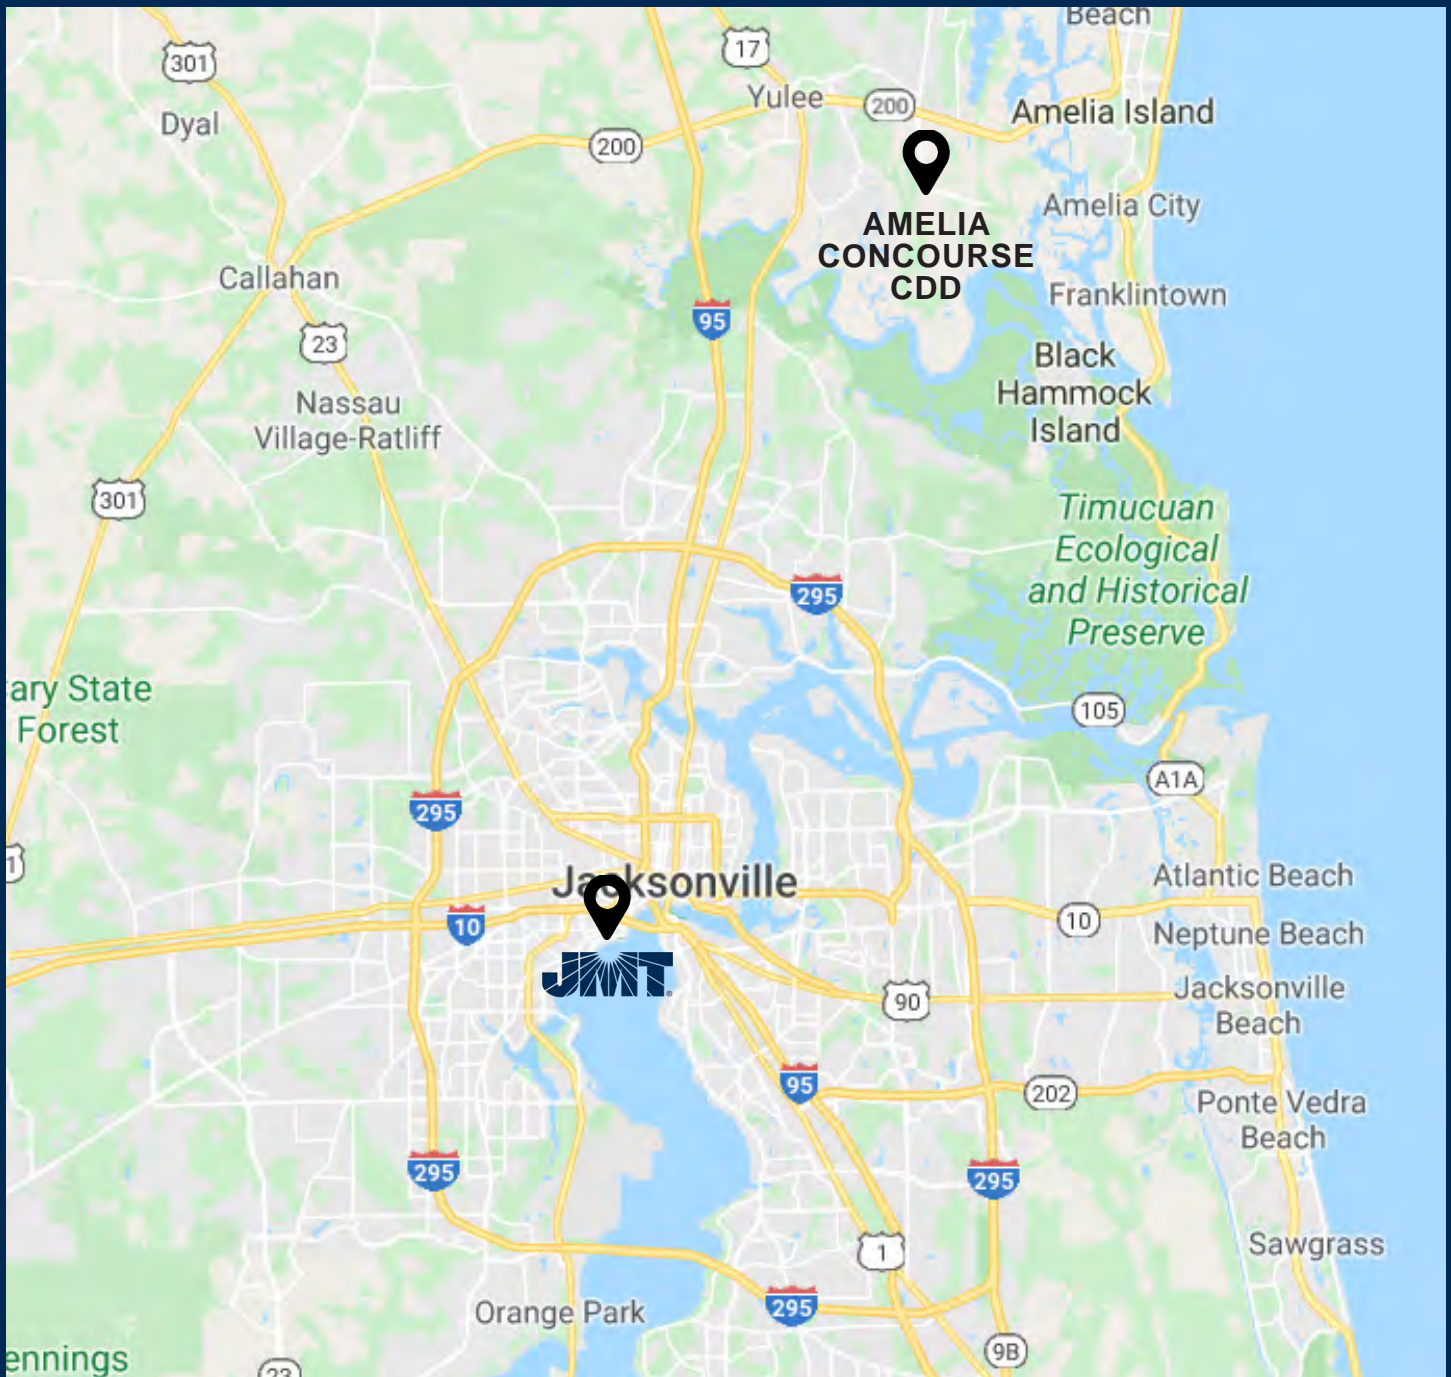 Beach
17
301
Yulee
200
Amelia Island
Dyal
200
Amelia City
AMELIA
CONCOURSE
CDD
Callahan
Franklintown
95
23
Black
Hammock
Island
Nassau
Village-Ratliff
301
Timucuan
Ecological
and Historical
Preserve
295
ary State
Forest
105
A1A
295
1
Jacksonville
Atlantic Beach
10
10
Neptune Beach
JMT®
90
Jacksonville
Beach
95
202
Ponte Vedra
Beach
295
295
1
Sawgrass
295
Orange Park
9B
ennings
23